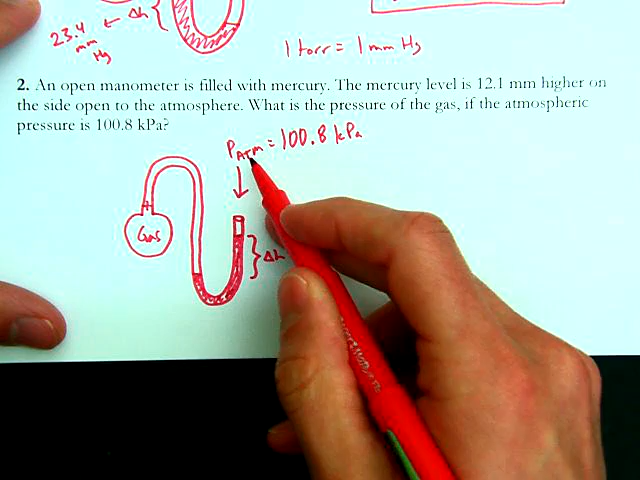 Δh
23.4
mm
Hg
1 torr = 1 mm Hg
2. An open manometer is filled with mercury. The mercury level is 12.1 mm higher on
the side open to the atmosphere. What is the pressure of the gas, if the atmospheric
pressure is 100.8 kPa?
PATM = 100.8 kPa
Gas
Δh